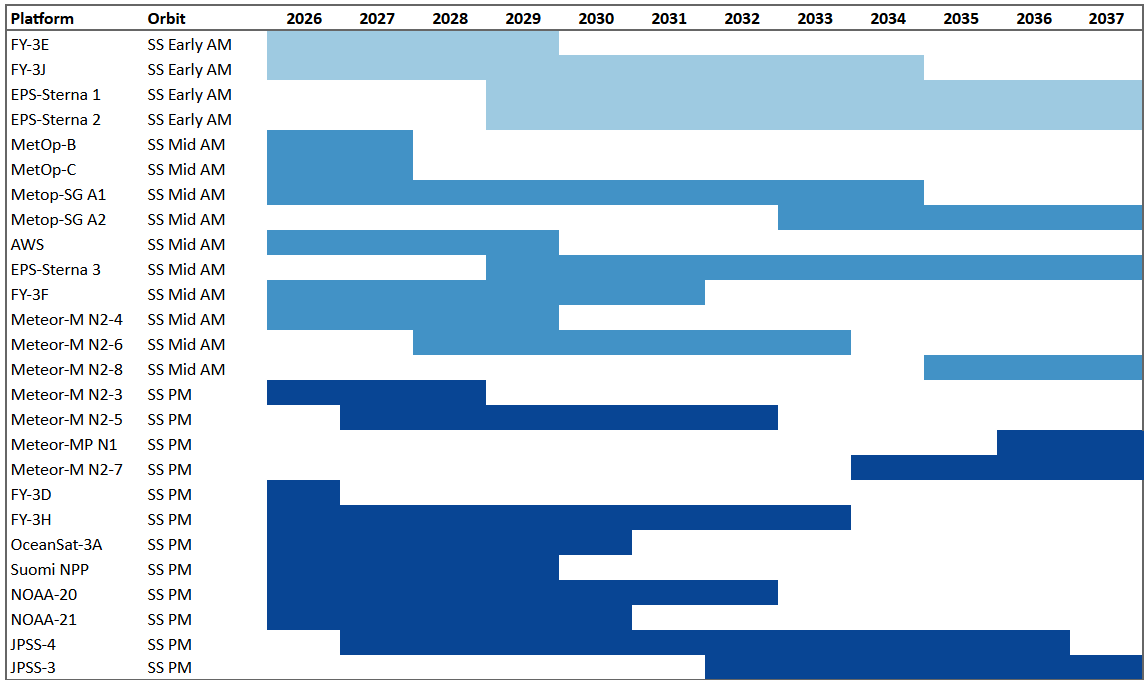 Platform Orbit 2026 2027 2028 2029 2030 2031 2032 2033 2034 2035 2036 2037
FY-3E SS Early AM
FY-3J SS Early AM
EPS-Sterna 1 SS Early AM
EPS-Sterna 2 SS Early AM
MetOp-B SS Mid AM
MetOp-C SS Mid AM
Metop-SG A1 SS Mid AM
Metop-SG A2 SS Mid AM
AWS SS Mid AM
EPS-Sterna 3 SS Mid AM
FY-3F SS Mid AM
Meteor-M N2-4 SS Mid AM
Meteor-M N2-6 SS Mid AM
Meteor-M N2-8 SS Mid AM
Meteor-M N2-3 SS PM
Meteor-M N2-5 SS PM
Meteor-MP N1 SS PM
Meteor-M N2-7 SS PM
FY-3D SS PM
FY-3H SS PM
OceanSat-3A SS PM
Suomi NPP SS PM
NOAA-20 SS PM
NOAA-21 SS PM
JPSS-4 SS PM
JPSS-3 SS PM